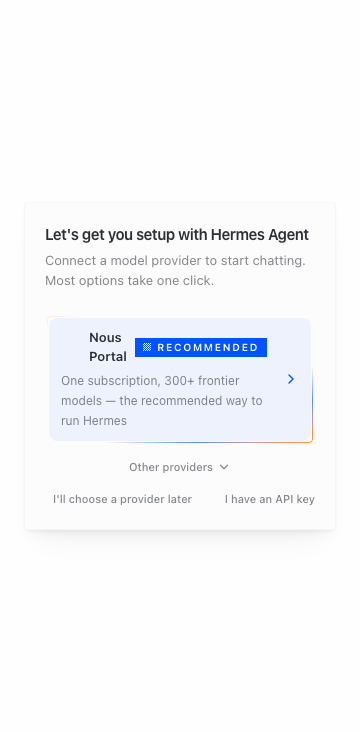 Let's get you setup with Hermes Agent
Connect a model provider to start chatting.
Most options take one click.
Nous
Portal
RECOMMENDED
One subscription, 300+ frontier
models — the recommended way to
run Hermes
Other providers
I'll choose a provider later
I have an API key